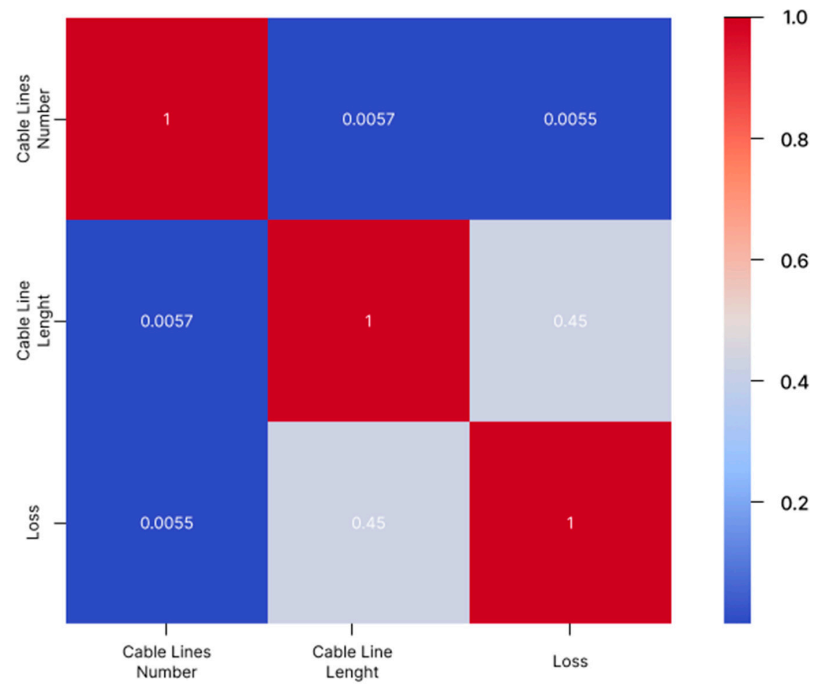 1.0
Cable Lines
Number
1
0.0057
0.0055
0.8
0.6
Cable Line
Lenght
0.0057
1
0.45
0.4
0.2
Loss
0.0055
0.45
1
Cable Lines
Number
Cable Line
Lenght
Loss